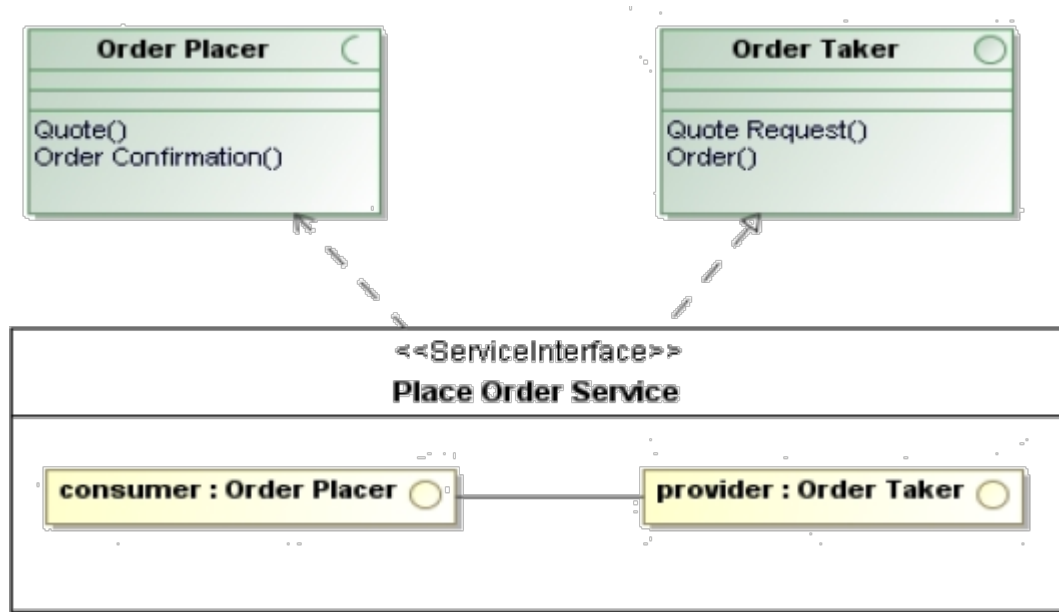 Order Placer
Quote()
Order Confirmation()
Order Taker
Quote Request()
Order()
<<ServiceInterface>>
Place Order Service
consumer : Order Placer
provider : Order Taker